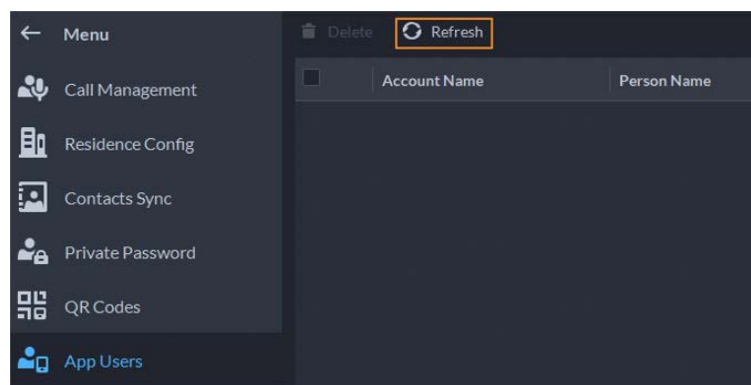 Menu
Delete Refresh
Account Name Person Name
Call Management
Residence Config
Contacts Sync
Private Password
QR Codes
App Users